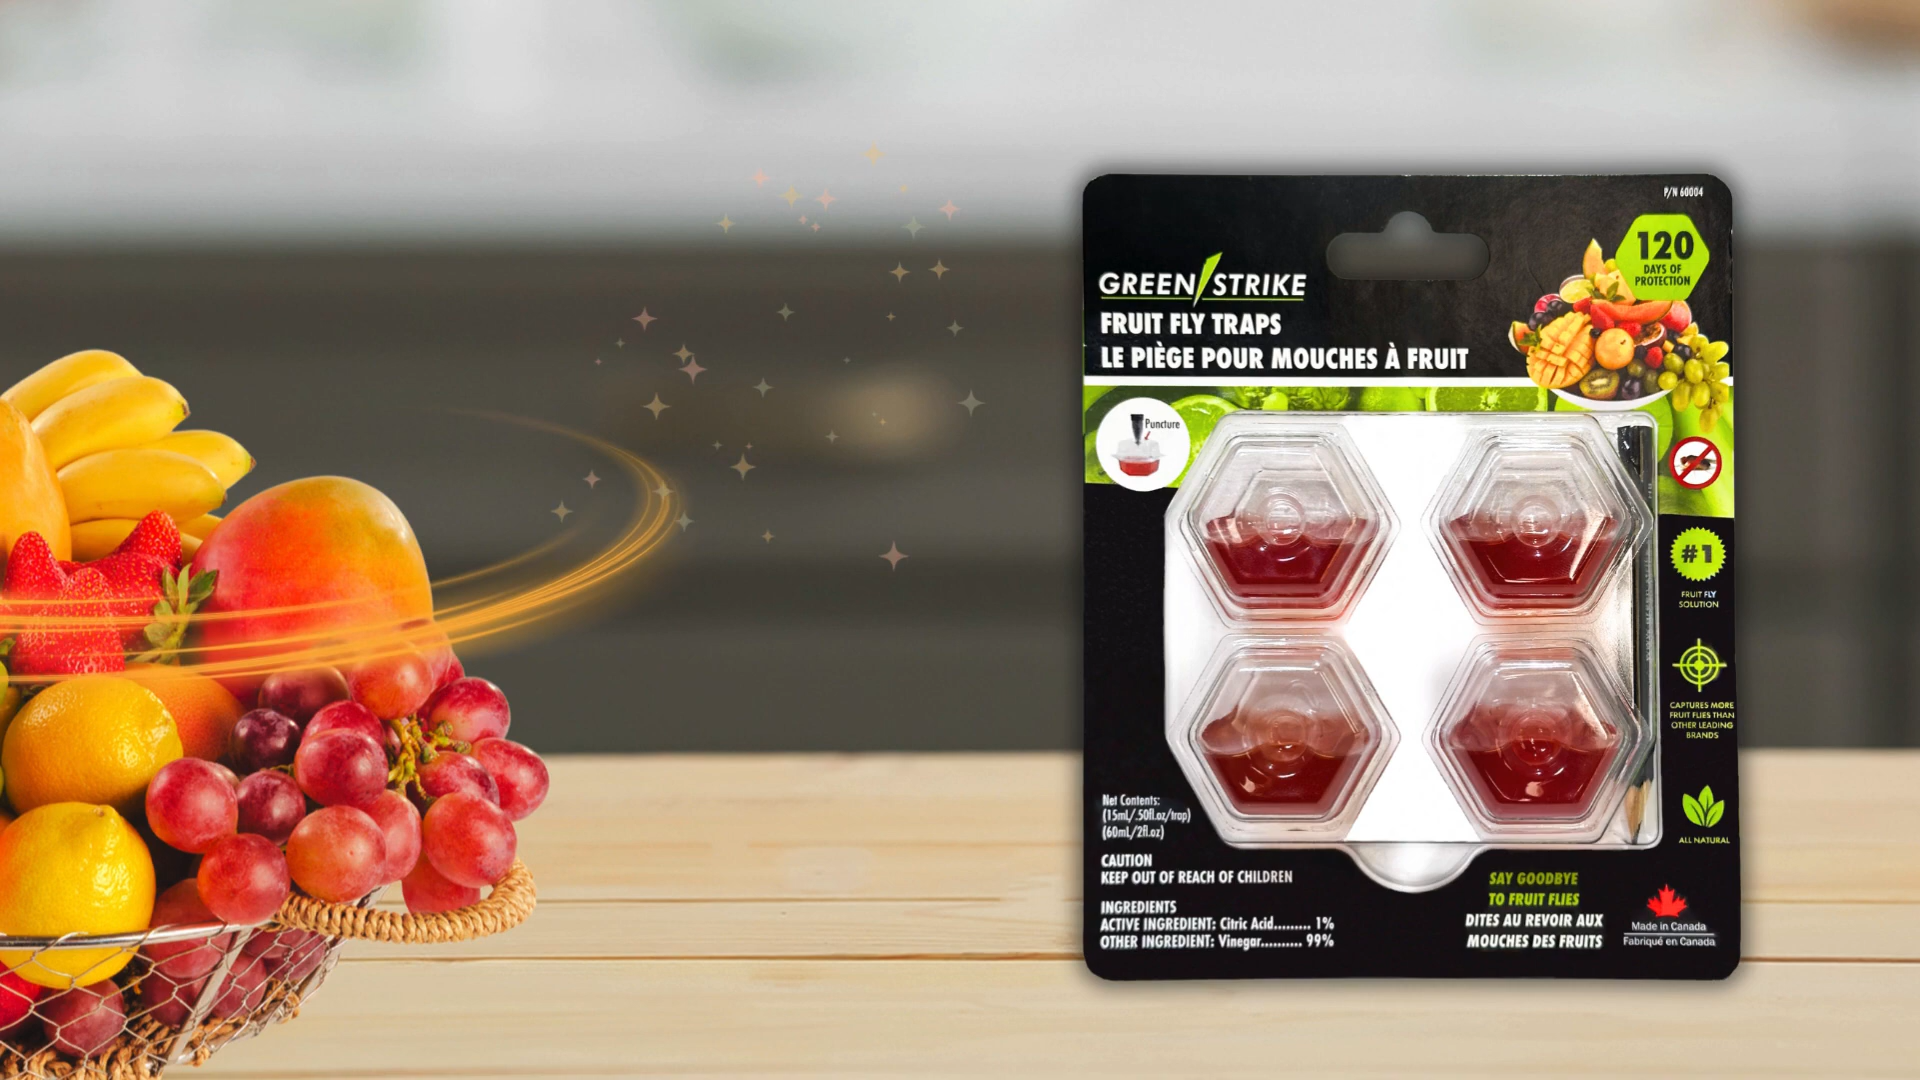 P/N 60004
120
DAYS OF
PROTECTION
GREEN STRIKE
FRUIT FLY TRAPS
LE PIÈGE POUR MOUCHES À FRUIT
Puncture
#1
FRUIT FLY
SOLUTION
CAPTURES MORE
FRUIT FLIES THAN
OTHER LEADING
BRANDS
ALL NATURAL
Net Contents:
(15mL/.50fl.oz/trap)
(60mL/2fl.oz)
CAUTION
KEEP OUT OF REACH OF CHILDREN
INGREDIENTS
ACTIVE INGREDIENT: Citric Acid......... 1%
OTHER INGREDIENT: Vinegar.......... 99%
SAY GOODBYE
TO FRUIT FLIES
DITES AU REVOIR AUX
MOUCHES DES FRUITS
Made in Canada
Fabriqué en Canada